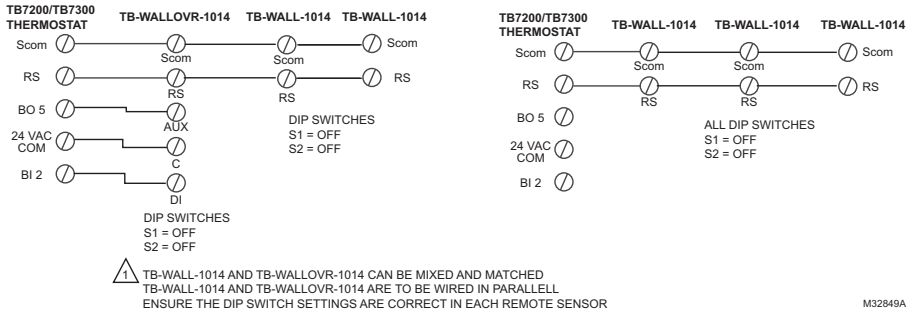 TB7200/TB7300
THERMOSTAT
TB-WALLOVR-1014 TB-WALL-1014 TB-WALL-1014
Scom
Scom
Scom
Scom
RS
RS
RS
RS
BO 5
AUX
24 VAC
COM
C
BI 2
DI
DIP SWITCHES
S1 = OFF
S2 = OFF
DIP SWITCHES
S1 = OFF
S2 = OFF
TB7200/TB7300
THERMOSTAT
TB-WALL-1014 TB-WALL-1014 TB-WALL-1014
Scom
Scom
Scom
Scom
RS
RS
RS
RS
BO 5
24 VAC
COM
BI 2
ALL DIP SWITCHES
S1 = OFF
S2 = OFF
1 TB-WALL-1014 AND TB-WALLOVR-1014 CAN BE MIXED AND MATCHED
TB-WALL-1014 AND TB-WALLOVR-1014 ARE TO BE WIRED IN PARALLELL
ENSURE THE DIP SWITCH SETTINGS ARE CORRECT IN EACH REMOTE SENSOR
M32849A